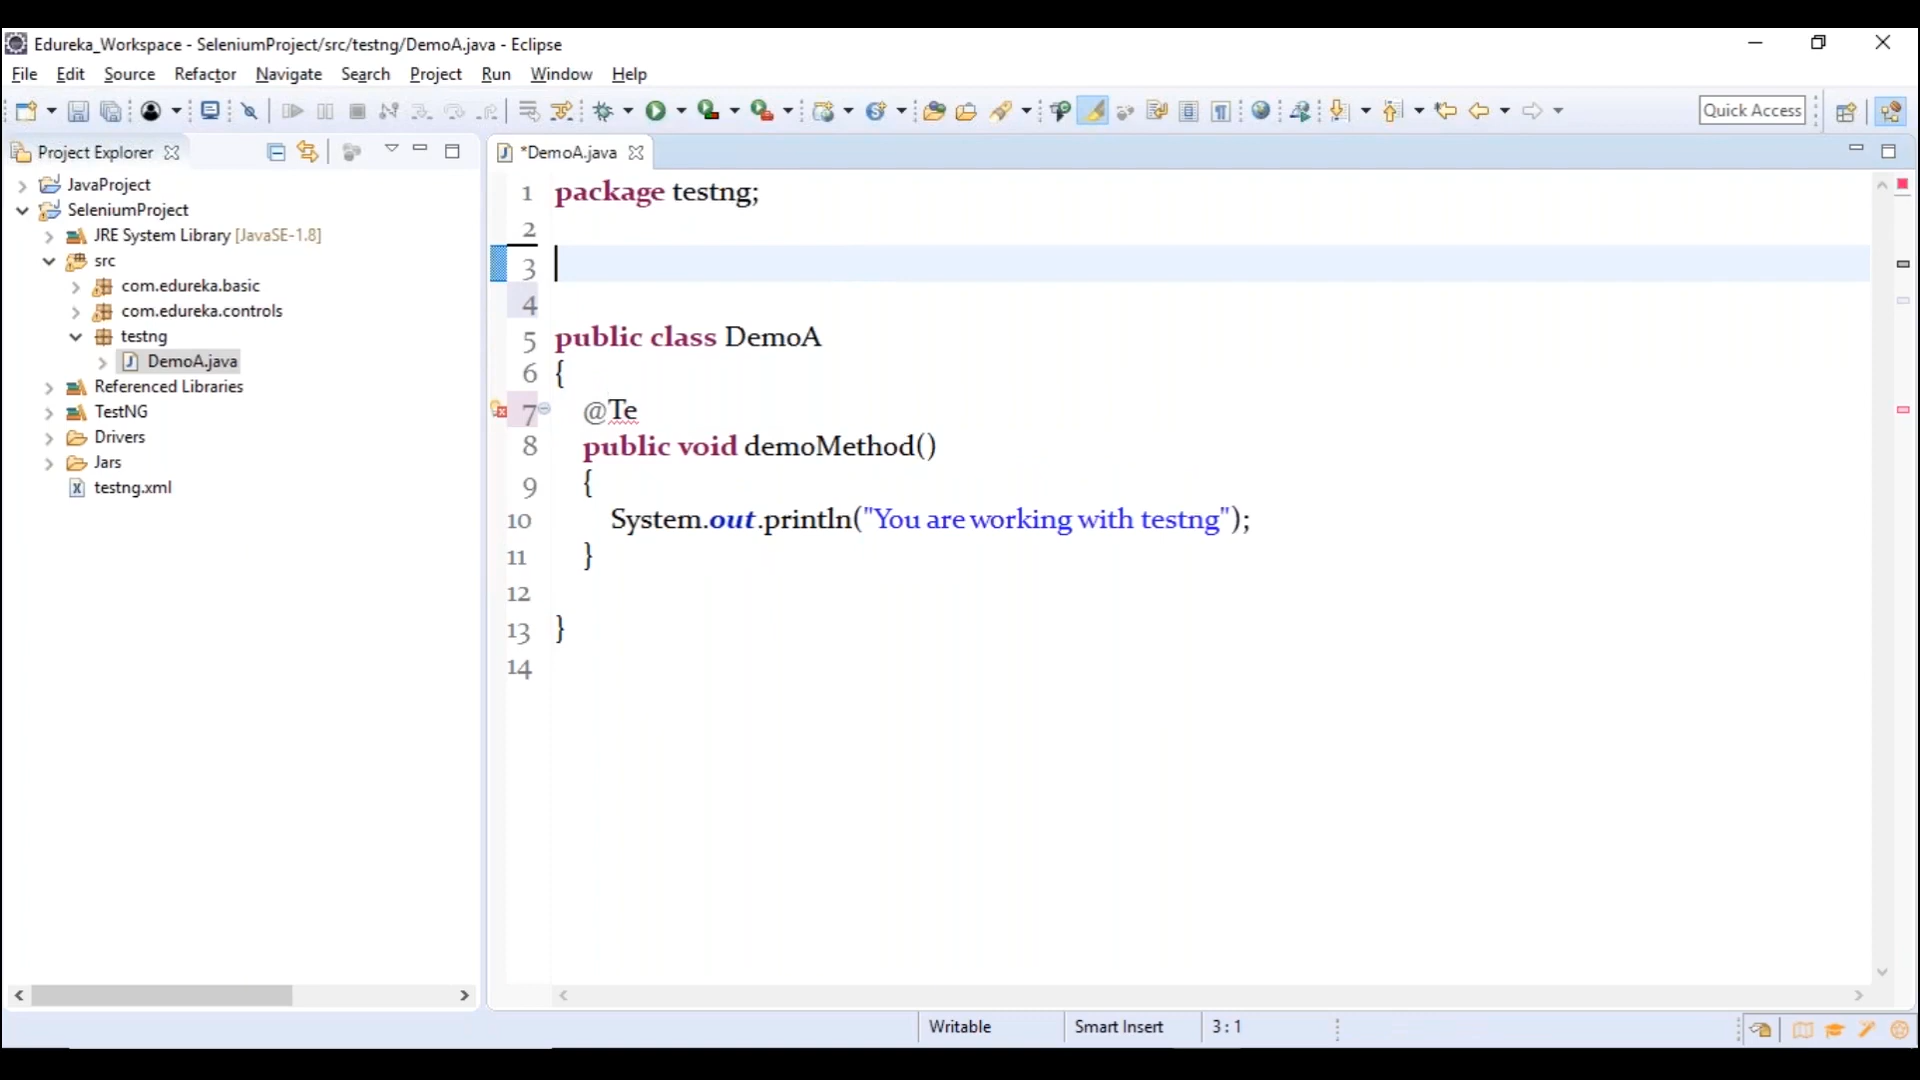 Edureka_Workspace - SeleniumProject/src/testng/DemoA.java - Eclipse
File Edit Source Refactor Navigate Search Project Run Window Help
Quick Access
Project Explorer
*DemoA.java
JavaProject
SeleniumProject
JRE System Library [JavaSE-1.8]
src
com.edureka.basic
com.edureka.controls
testng
DemoA.java
Referenced Libraries
TestNG
Drivers
Jars
testng.xml
1 package testng;
2
3
4
5 public class DemoA
6 {
7 @Te
8 public void demoMethod()
9 {
10 System.out.println("You are working with testng");
11 }
12
13 }
14
Writable Smart Insert 3 : 1